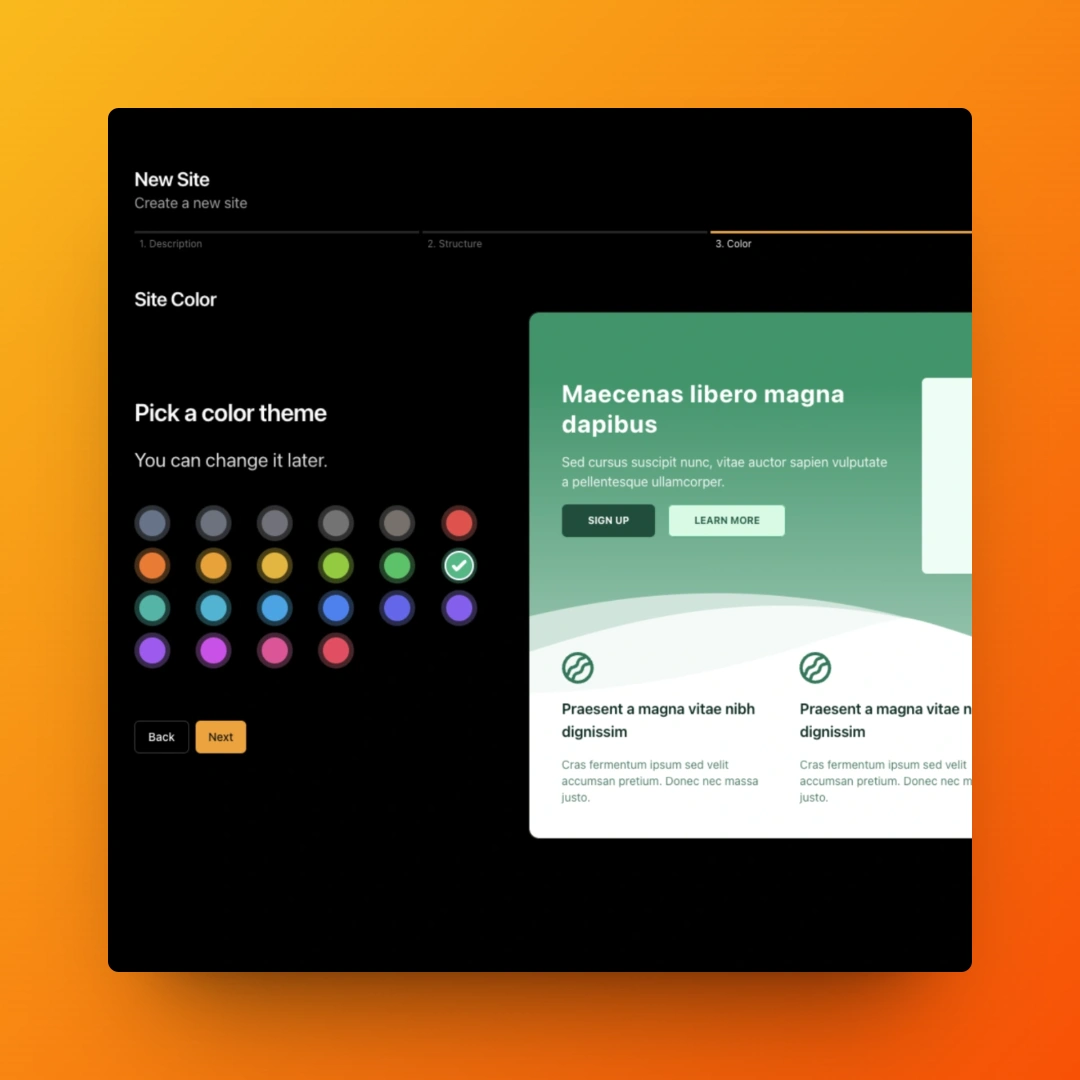 New Site
Create a new site
1. Description
2. Structure
3. Color
Site Color
Pick a color theme
You can change it later.
Back
Next
Maecenas libero magna
dapibus
Sed cursus suscipit nunc, vitae auctor sapien vulputate
a pellentesque ullamcorper.
SIGN UP
LEARN MORE
Praesent a magna vitae nibh
dignissim
Cras fermentum ipsum sed velit
accumsan pretium. Donec nec massa
justo.
Praesent a magna vitae n
dignissim
Cras fermentum ipsum sed velit
accumsan pretium. Donec nec m
justo.